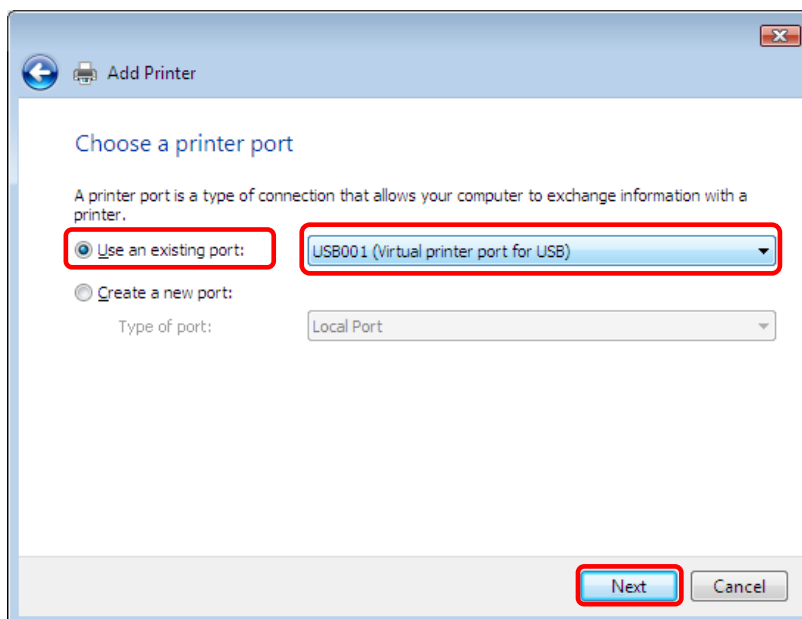 Add Printer
Choose a printer port
A printer port is a type of connection that allows your computer to exchange information with a
printer.
Use an existing port: USB001 (Virtual printer port for USB)
Create a new port:
Type of port: Local Port
Next Cancel